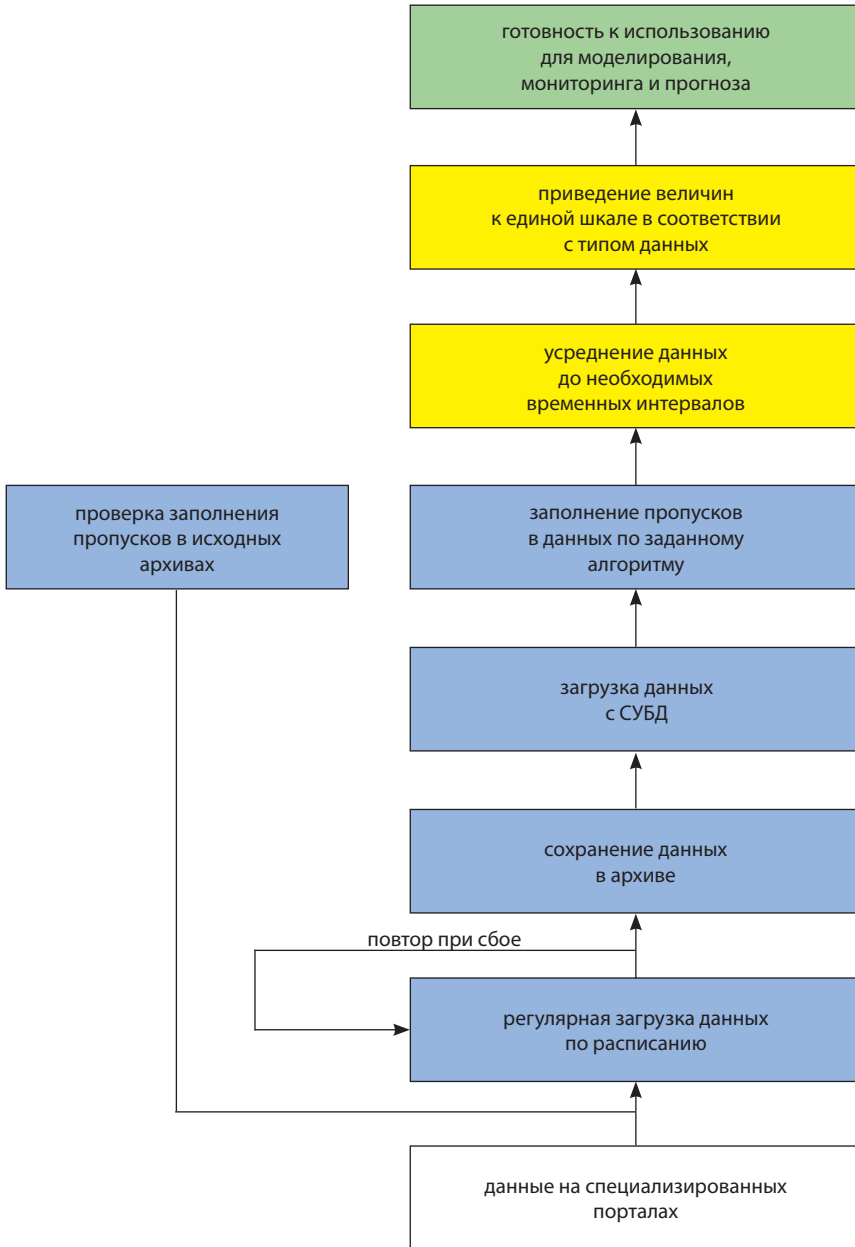 готовность к использованию
для моделирования,
мониторинга и прогноза
приведение величин
к единой шкале в соответствии
с типом данных
усреднение данных
до необходимых
временных интервалов
проверка заполнения
пропусков в исходных
архивах
заполнение пропусков
в данных по заданному
алгоритму
загрузка данных
с СУБД
сохранение данных
в архиве
повтор при сбое
регулярная загрузка данных
по расписанию
данные на специализированных
порталах